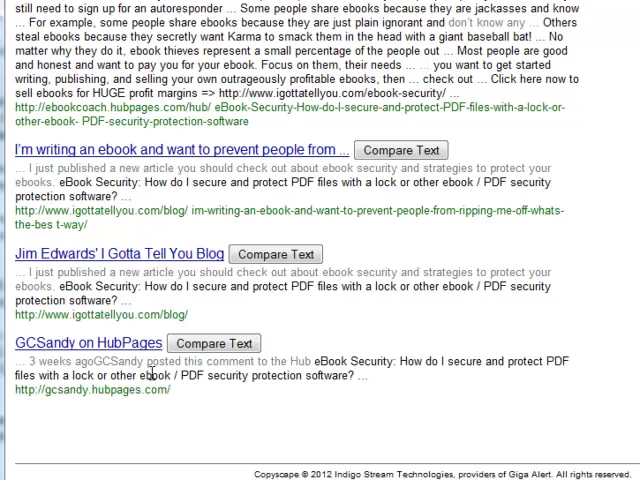 still need to sign up for an autoresponder ... Some people share ebooks because they are jackasses and know
... For example, some people share ebooks because they are just plain ignorant and don't know any ... Others
steal ebooks because they secretly want Karma to smack them in the head with a giant baseball bat! ... No
matter why they do it, ebook thieves represent a small percentage of the people out ... Most people are good
and honest and want to pay you for your ebook. Focus on them, their needs ... ... you want to get started
writing, publishing, and selling your own outrageously profitable ebooks, then ... check out ... Click here now to
sell ebooks for HUGE profit margins => http://www.igottatellyou.com/ebook-security/ ...
http://ebookcoach.hubpages.com/hub/ eBook-Security-How-do-I-secure-and-protect-PDF-files-with-a-lock-or-
other-ebook- PDF-security-protection-software
I'm writing an ebook and want to prevent people from ... Compare Text
... I just published a new article you should check out about ebook security and strategies to protect your
ebooks. eBook Security: How do I secure and protect PDF files with a lock or other ebook / PDF security
protection software? ...
http://www.igottatellyou.com/blog/ im-writing-an-ebook-and-want-to-prevent-people-from-ripping-me-off-whats-
the-bes t-way/
Jim Edwards' I Gotta Tell You Blog Compare Text
... I just published a new article you should check out about ebook security and strategies to protect your
ebooks. eBook Security: How do I secure and protect PDF files with a lock or other ebook / PDF security
protection software? ...
http://www.igottatellyou.com/blog/
GCSandy on HubPages Compare Text
... 3 weeks agoGCSandy posted this comment to the Hub eBook Security: How do I secure and protect PDF
files with a lock or other ebook / PDF security protection software? ...
http://gcsandy.hubpages.com/
Copyscape © 2012 Indigo Stream Technologies, providers of Giga Alert. All rights reserved.